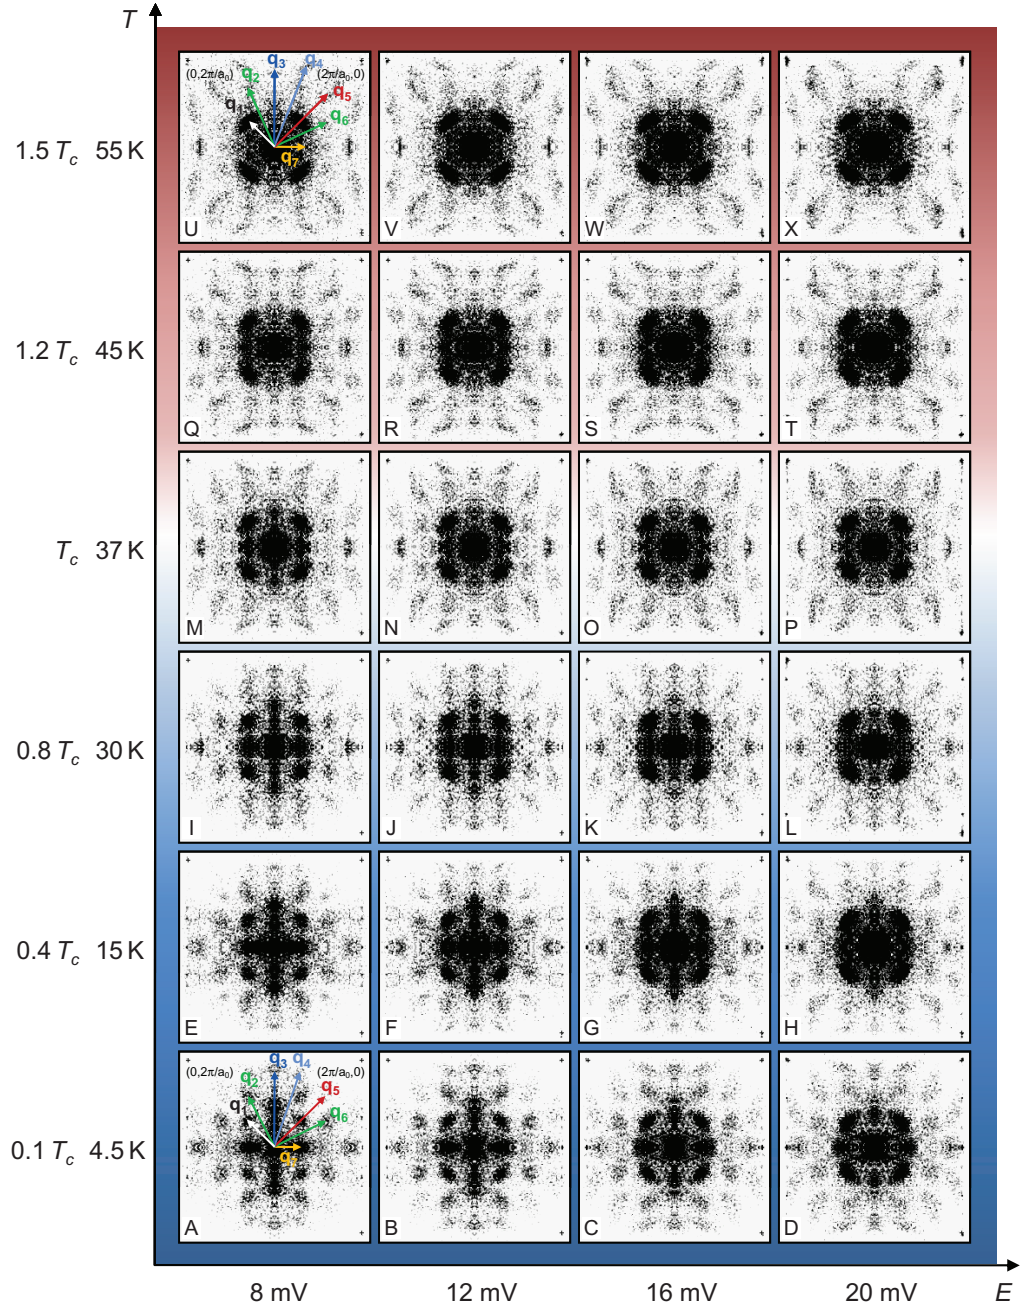 T
(0,2π/a₀) q₂ q₃ q₄ (2π/a₀,0)
q₁ q₅
q₆
q₇
1.5 Tc 55 K
U V W X
1.2 Tc 45 K
Q R S T
Tc 37 K
M N O P
0.8 Tc 30 K
I J K L
0.4 Tc 15 K
E F G H
(0,2π/a₀) q₂ q₃ q₄ (2π/a₀,0)
q₁ q₅
q₆
q₇
0.1 Tc 4.5 K
A B C D
8 mV 12 mV 16 mV 20 mV E